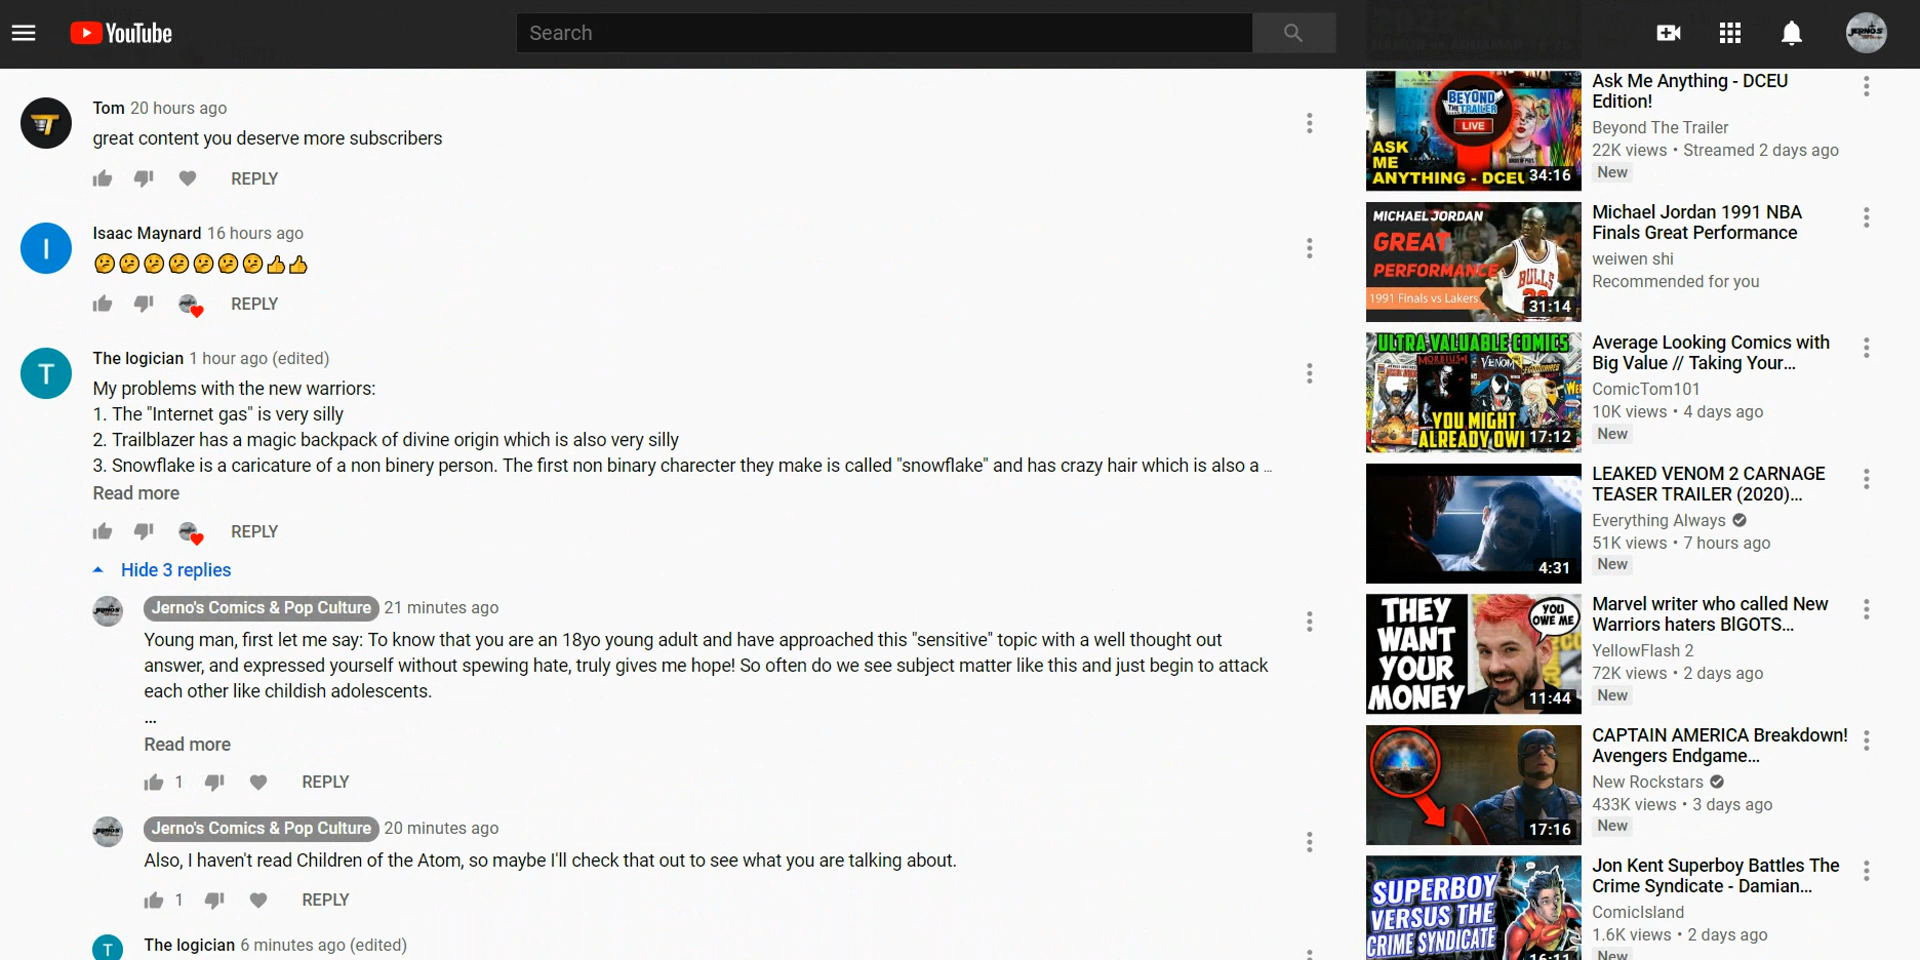 YouTube
Search
JERNO'S
Tom 20 hours ago
great content you deserve more subscribers
REPLY
I
Isaac Maynard 16 hours ago
REPLY
T
The logician 1 hour ago (edited)
My problems with the new warriors:
1. The "Internet gas" is very silly
2. Trailblazer has a magic backpack of divine origin which is also very silly
3. Snowflake is a caricature of a non binery person. The first non binary charecter they make is called "snowflake" and has crazy hair which is also a ...
Read more
REPLY
Hide 3 replies
Jerno's Comics & Pop Culture 21 minutes ago
Young man, first let me say: To know that you are an 18yo young adult and have approached this "sensitive" topic with a well thought out
answer, and expressed yourself without spewing hate, truly gives me hope! So often do we see subject matter like this and just begin to attack
each other like childish adolescents.
...
Read more
1 REPLY
Jerno's Comics & Pop Culture 20 minutes ago
Also, I haven't read Children of the Atom, so maybe I'll check that out to see what you are talking about.
1 REPLY
T
The logician 6 minutes ago (edited)
BEYOND
THE TRAILER
LIVE
ASK
ME
ANYTHING - DCEU
34:16
Ask Me Anything - DCEU
Edition!
Beyond The Trailer
22K views • Streamed 2 days ago
New
MICHAEL JORDAN
GREAT
PERFORMANCE
1991 Finals vs Lakers
BULLS
31:14
Michael Jordan 1991 NBA
Finals Great Performance
weiwen shi
Recommended for you
ULTRA VALUABLE COMICS
MORBIUS
VENOM
YOU MIGHT
ALREADY OWN
17:12
Average Looking Comics with
Big Value // Taking Your...
ComicTom101
10K views • 4 days ago
New
4:31
LEAKED VENOM 2 CARNAGE
TEASER TRAILER (2020)...
Everything Always
51K views • 7 hours ago
New
THEY
WANT
YOUR
MONEY
YOU
OWE ME
11:44
Marvel writer who called New
Warriors haters BIGOTS...
YellowFlash 2
72K views • 2 days ago
New
17:16
CAPTAIN AMERICA Breakdown!
Avengers Endgame...
New Rockstars
433K views • 3 days ago
New
SUPERBOY
VERSUS THE
CRIME SYNDICATE
16:11
Jon Kent Superboy Battles The
Crime Syndicate - Damian...
ComicIsland
1.6K views • 2 days ago
New